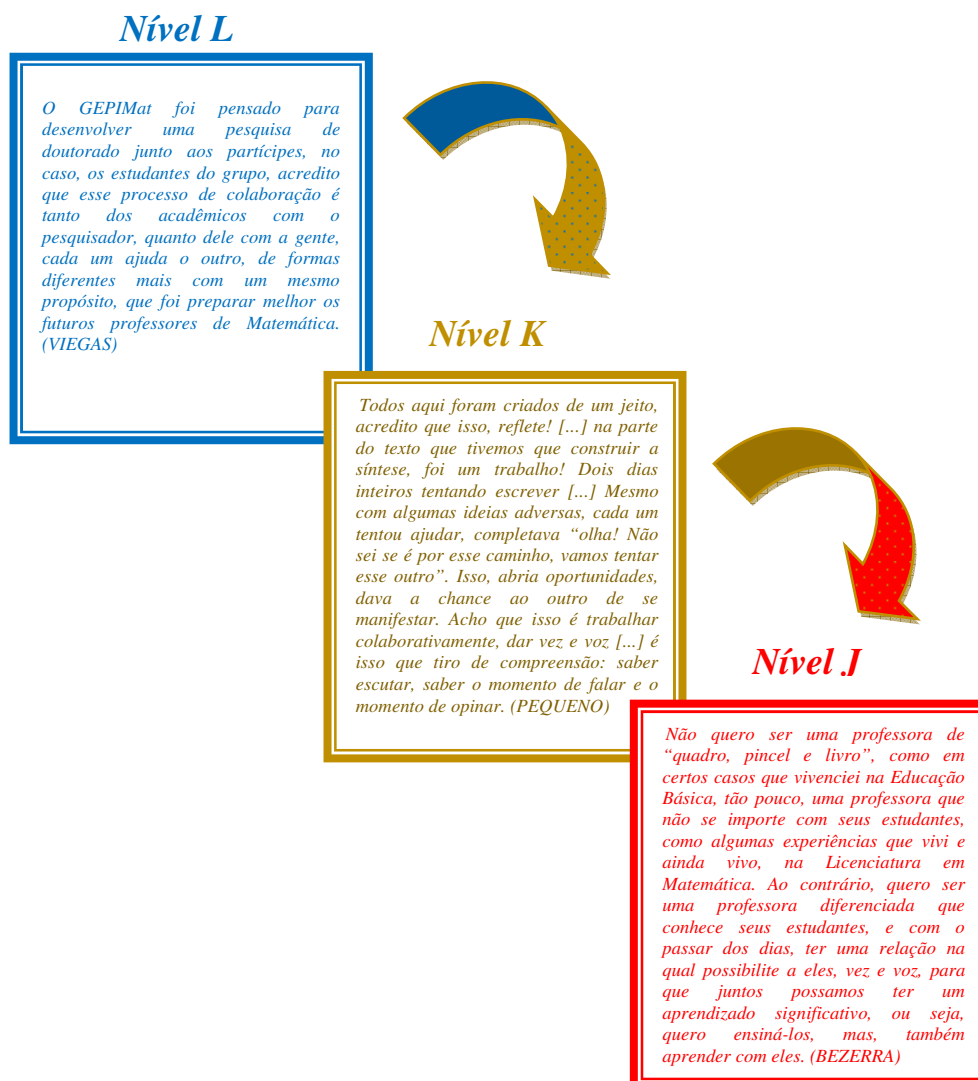 Nível L
O GEPIMat foi pensado para
desenvolver uma pesquisa de
doutorado junto aos partícipes, no
caso, os estudantes do grupo, acredito
que esse processo de colaboração é
tanto dos acadêmicos com o
pesquisador, quanto dele com a gente,
cada um ajuda o outro, de formas
diferentes mais com um mesmo
propósito, que foi preparar melhor os
futuros professores de Matemática.
(VIEGAS)
Nível K
Todos aqui foram criados de um jeito,
acredito que isso, reflete! [...] na parte
do texto que tivemos que construir a
síntese, foi um trabalho! Dois dias
inteiros tentando escrever [...] Mesmo
com algumas ideias adversas, cada um
tentou ajudar, completava “olha! Não
sei se é por esse caminho, vamos tentar
esse outro”. Isso, abria oportunidades,
dava a chance ao outro de se
manifestar. Acho que isso é trabalhar
colaborativamente, dar vez e voz [...] é
isso que tiro de compreensão: saber
escutar, saber o momento de falar e o
momento de opinar. (PEQUENO)
Nível J
Não quero ser uma professora de
“quadro, pincel e livro”, como em
certos casos que vivenciei na Educação
Básica, tão pouco, uma professora que
não se importe com seus estudantes,
como algumas experiências que vivi e
ainda vivo, na Licenciatura em
Matemática. Ao contrário, quero ser
uma professora diferenciada que
conhece seus estudantes, e com o
passar dos dias, ter uma relação na
qual possibilite a eles, vez e voz, para
que juntos possamos ter um
aprendizado significativo, ou seja,
quero ensiná-los, mas, também
aprender com eles. (BEZERRA)